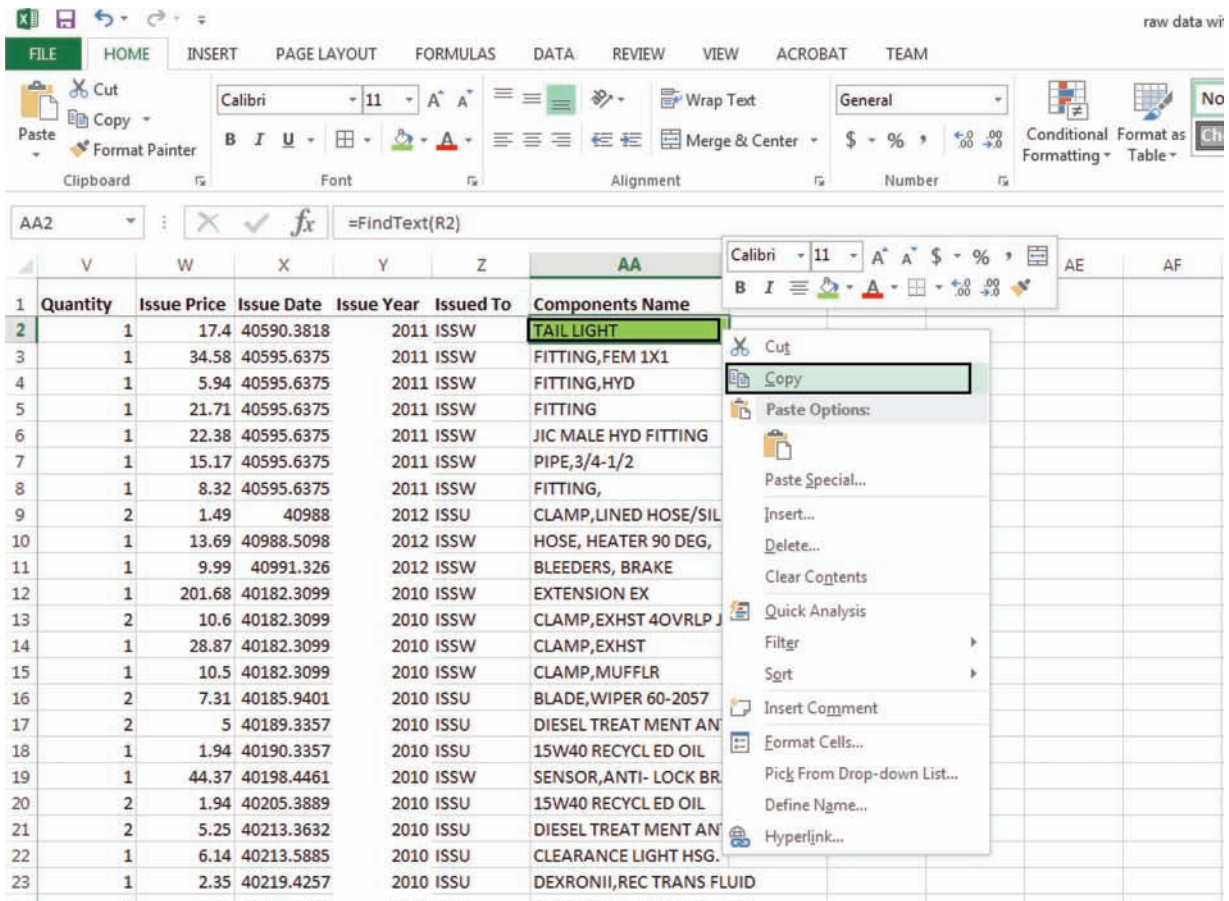 raw data wit
FILE HOME INSERT PAGE LAYOUT FORMULAS DATA REVIEW VIEW ACROBAT TEAM
Paste
Cut
Copy
Format Painter
Clipboard
Calibri 11 A A
B I U A
Font
Wrap Text
Merge & Center
Alignment
General
$ % , .00 .00
Number
Conditional Formatting
Format as Table
No
Ch
AA2 fx =FindText(R2)
Calibri 11 A A $ % ,
B I A .00 .00
V W X Y Z AA AE AF
1 Quantity Issue Price Issue Date Issue Year Issued To Components Name
2 1 17.4 40590.3818 2011 ISSW TAIL LIGHT
3 1 34.58 40595.6375 2011 ISSW FITTING,FEM 1X1
4 1 5.94 40595.6375 2011 ISSW FITTING,HYD
5 1 21.71 40595.6375 2011 ISSW FITTING
6 1 22.38 40595.6375 2011 ISSW JIC MALE HYD FITTING
7 1 15.17 40595.6375 2011 ISSW PIPE,3/4-1/2
8 1 8.32 40595.6375 2011 ISSW FITTING,
9 2 1.49 40988 2012 ISSU CLAMP,LINED HOSE/SIL
10 1 13.69 40988.5098 2012 ISSW HOSE, HEATER 90 DEG,
11 1 9.99 40991.326 2012 ISSW BLEEDERS, BRAKE
12 1 201.68 40182.3099 2010 ISSW EXTENSION EX
13 2 10.6 40182.3099 2010 ISSW CLAMP,EXHST 4OVRLP J
14 1 28.87 40182.3099 2010 ISSW CLAMP,EXHST
15 1 10.5 40182.3099 2010 ISSW CLAMP,MUFFLR
16 2 7.31 40185.9401 2010 ISSU BLADE,WIPER 60-2057
17 2 5 40189.3357 2010 ISSU DIESEL TREAT MENT AN
18 1 1.94 40190.3357 2010 ISSU 15W40 RECYCL ED OIL
19 1 44.37 40198.4461 2010 ISSW SENSOR,ANTI- LOCK BR
20 2 1.94 40205.3889 2010 ISSU 15W40 RECYCL ED OIL
21 2 5.25 40213.3632 2010 ISSU DIESEL TREAT MENT AN
22 1 6.14 40213.5885 2010 ISSU CLEARANCE LIGHT HSG.
23 1 2.35 40219.4257 2010 ISSU DEXRONII,REC TRANS FLUID
Cut
Copy
Paste Options:
Paste Special...
Insert...
Delete...
Clear Contents
Quick Analysis
Filter
Sort
Insert Comment
Format Cells...
Pick From Drop-down List...
Define Name...
Hyperlink...